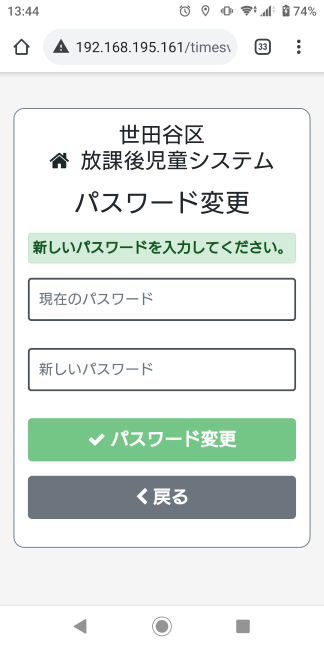 13:44
74%
192.168.195.161/timesv
33
世田谷区
放課後児童システム
パスワード変更
新しいパスワードを入力してください。
現在のパスワード
新しいパスワード
パスワード変更
戻る